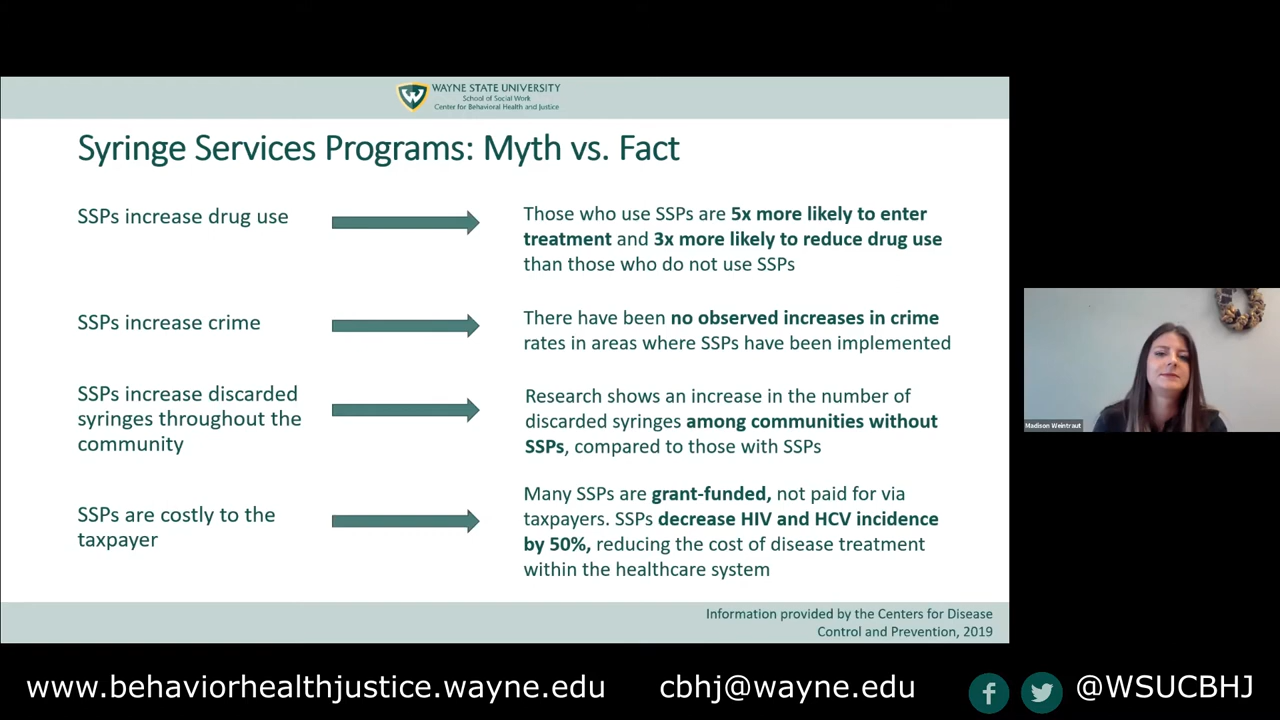 WAYNE STATE UNIVERSITY
School of Social Work
Center for Behavioral Health and Justice
Syringe Services Programs: Myth vs. Fact
SSPs increase drug use
Those who use SSPs are 5x more likely to enter
treatment and 3x more likely to reduce drug use
than those who do not use SSPs
SSPs increase crime
There have been no observed increases in crime
rates in areas where SSPs have been implemented
SSPs increase discarded
syringes throughout the
community
Research shows an increase in the number of
discarded syringes among communities without
SSPs, compared to those with SSPs
SSPs are costly to the
taxpayer
Many SSPs are grant-funded, not paid for via
taxpayers. SSPs decrease HIV and HCV incidence
by 50%, reducing the cost of disease treatment
within the healthcare system
Information provided by the Centers for Disease
Control and Prevention, 2019
Madison Weintraut
www.behaviorhealthjustice.wayne.edu cbhj@wayne.edu @WSUCBHJ